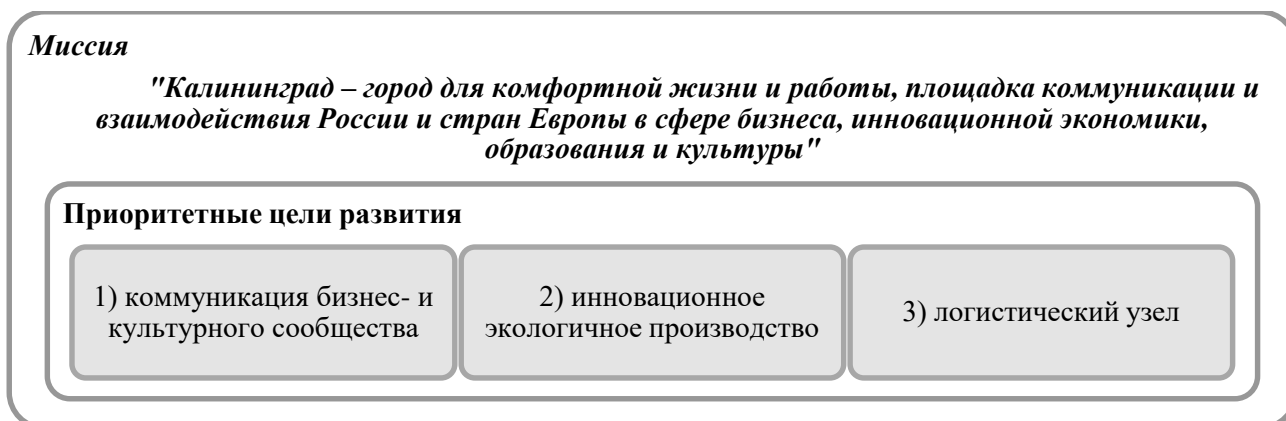 Миссия
"Калининград – город для комфортной жизни и работы, площадка коммуникации и
взаимодействия России и стран Европы в сфере бизнеса, инновационной экономики,
образования и культуры"
Приоритетные цели развития
1) коммуникация бизнес- и
культурного сообщества
2) инновационное
экологичное производство
3) логистический узел